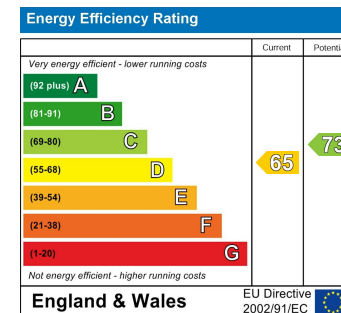 Energy Efficiency Rating
Current Potenti
Very energy efficient - lower running costs
(92 plus) A
(81-91) B
(69-80) C
73
(55-68) D
65
(39-54) E
(21-38) F
(1-20) G
Not energy efficient - higher running costs
England & Wales
EU Directive
2002/91/EC